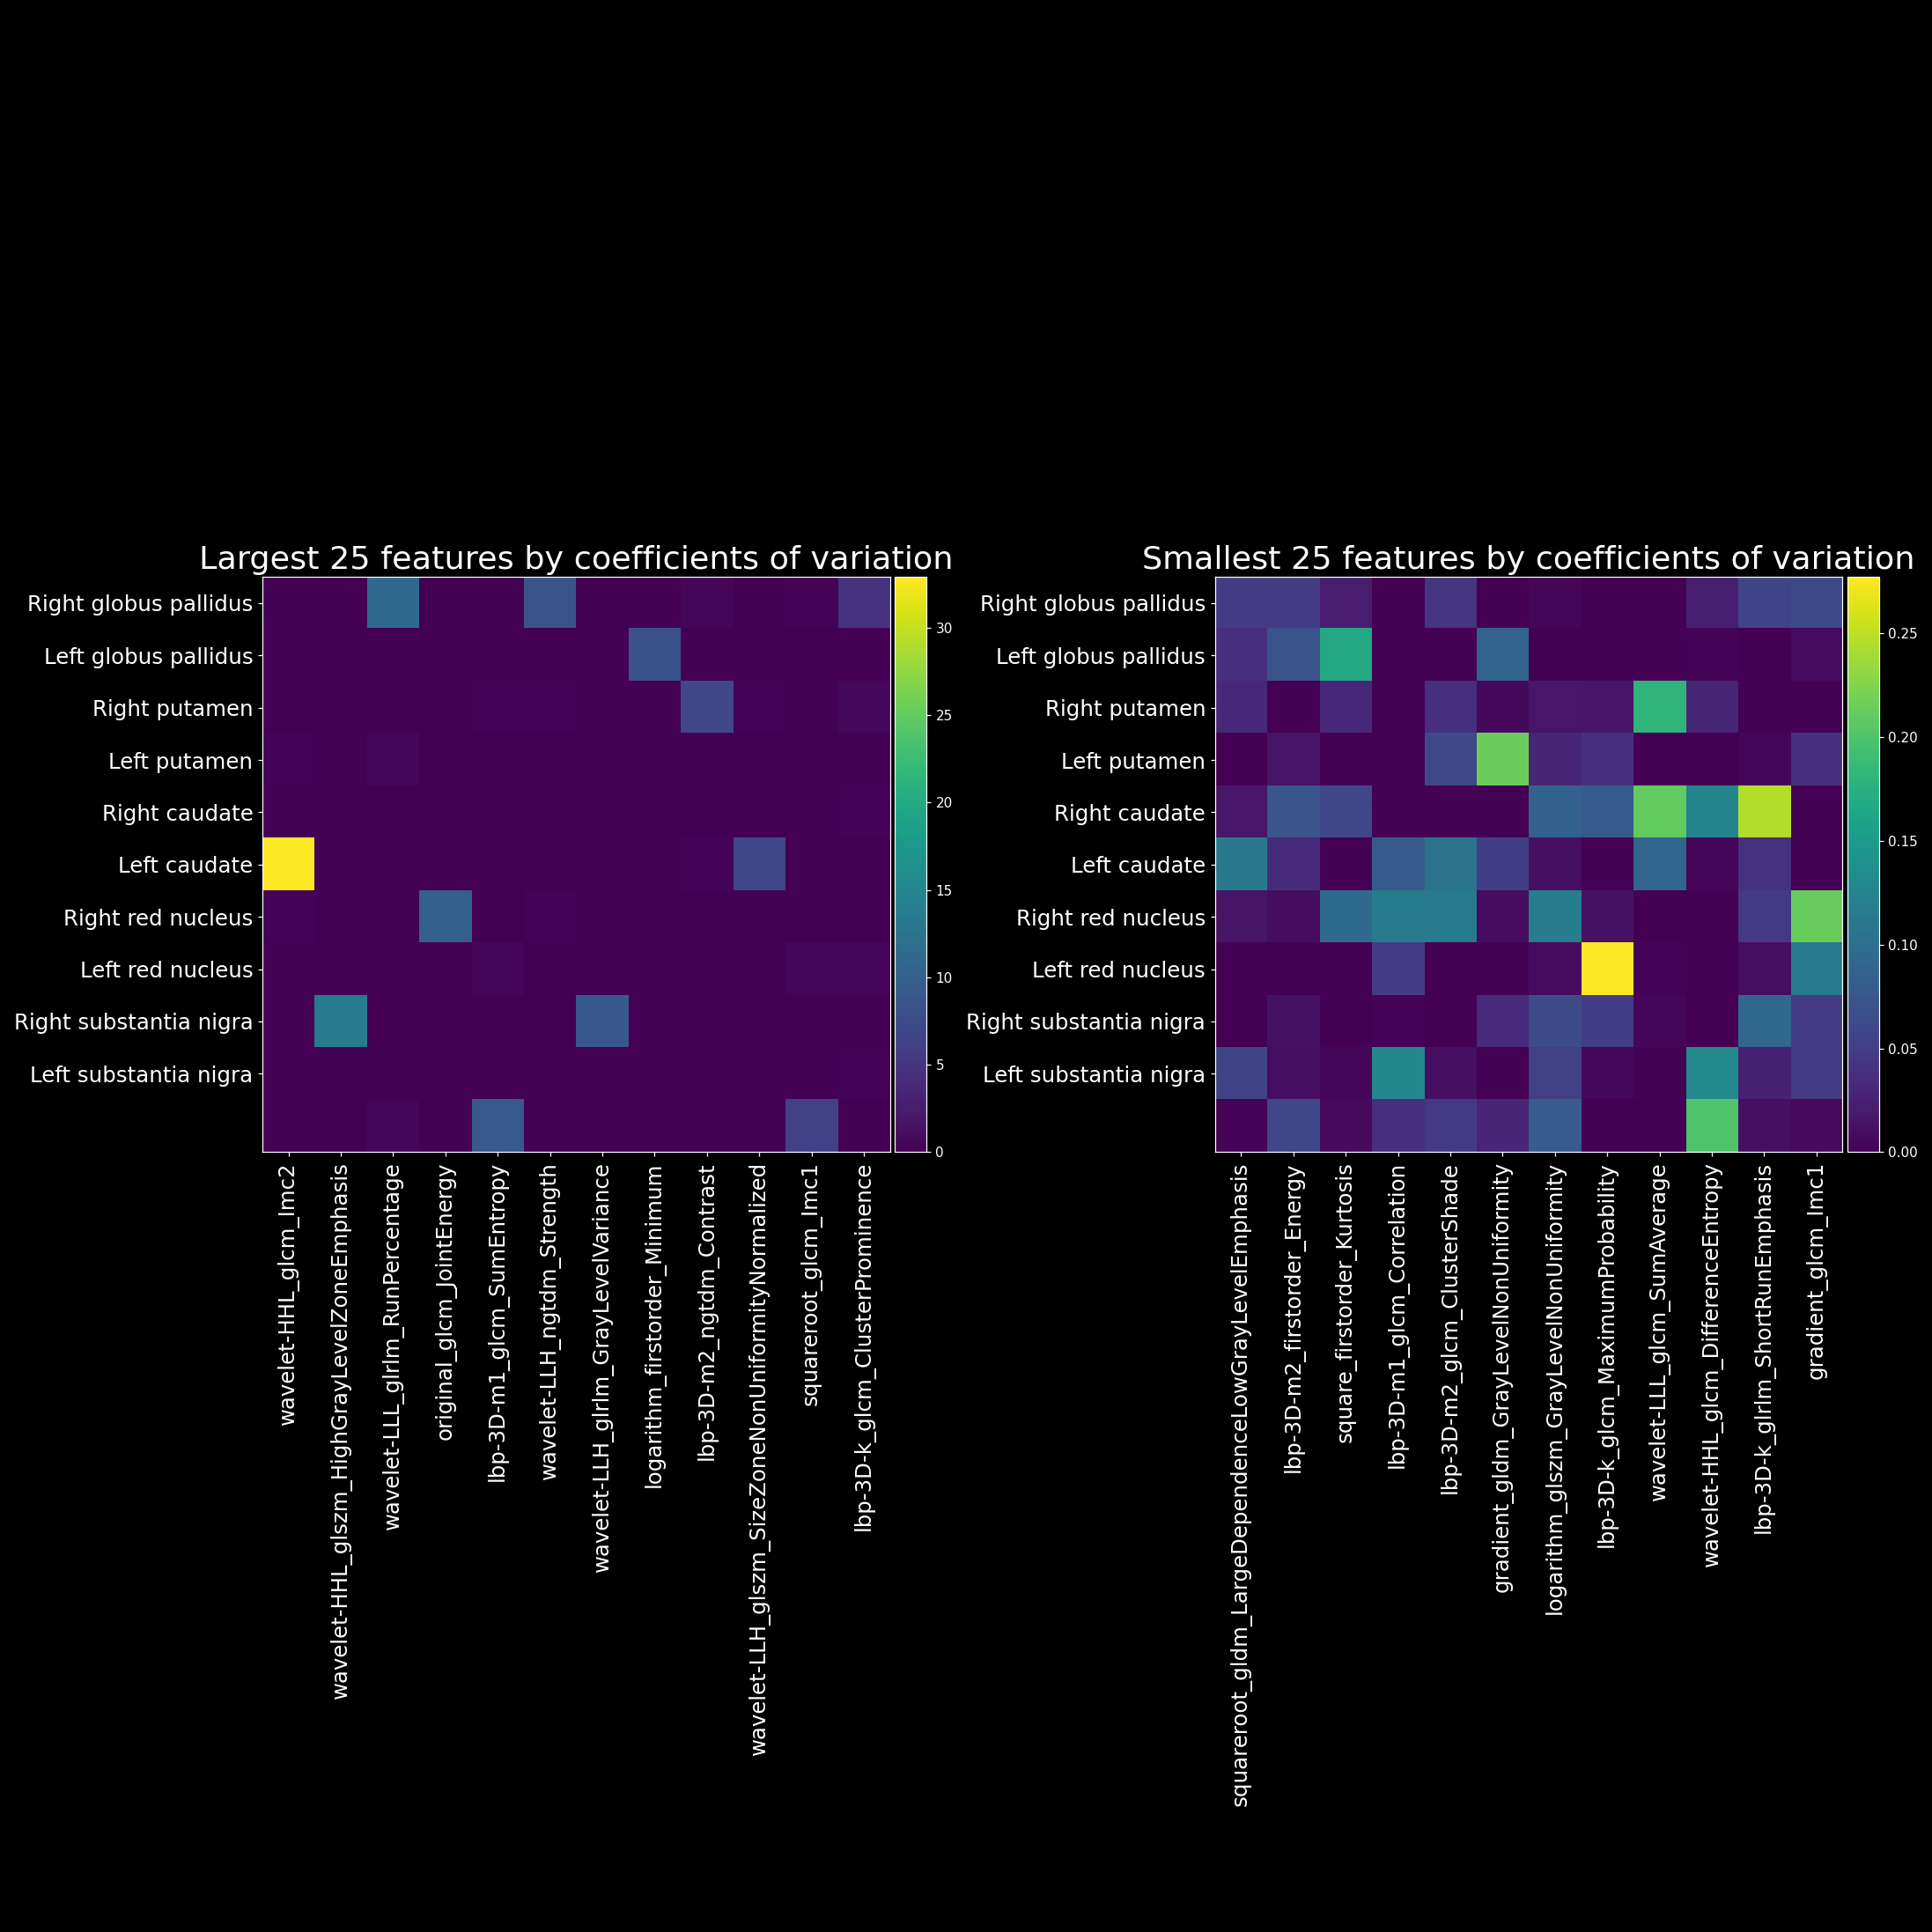 Largest 25 features by coefficients of variation
Right globus pallidus
Left globus pallidus
Right putamen
Left putamen
Right caudate
Left caudate
Right red nucleus
Left red nucleus
Right substantia nigra
Left substantia nigra
30
25
20
15
10
5
0
wavelet-HHL_glcm_Imc2
wavelet-HHL_glszm_HighGrayLevelZoneEmphasis
wavelet-LLL_glrlm_RunPercentage
original_glcm_JointEnergy
lbp-3D-m1_glcm_SumEntropy
wavelet-LLH_ngtdm_Strength
wavelet-LLH_glrlm_GrayLevelVariance
logarithm_firstorder_Minimum
lbp-3D-m2_ngtdm_Contrast
wavelet-LLH_glszm_SizeZoneNonUniformityNormalized
squareroot_glcm_Imc1
lbp-3D-k_glcm_ClusterProminence
Smallest 25 features by coefficients of variation
Right globus pallidus
Left globus pallidus
Right putamen
Left putamen
Right caudate
Left caudate
Right red nucleus
Left red nucleus
Right substantia nigra
Left substantia nigra
0.25
0.20
0.15
0.10
0.05
0.00
squareroot_gldm_LargeDependenceLowGrayLevelEmphasis
lbp-3D-m2_firstorder_Energy
square_firstorder_Kurtosis
lbp-3D-m1_glcm_Correlation
lbp-3D-m2_glcm_ClusterShade
gradient_gldm_GrayLevelNonUniformity
logarithm_glszm_GrayLevelNonUniformity
lbp-3D-k_glcm_MaximumProbability
wavelet-LLL_glcm_SumAverage
wavelet-HHL_glcm_DifferenceEntropy
lbp-3D-k_glrlm_ShortRunEmphasis
gradient_glcm_Imc1